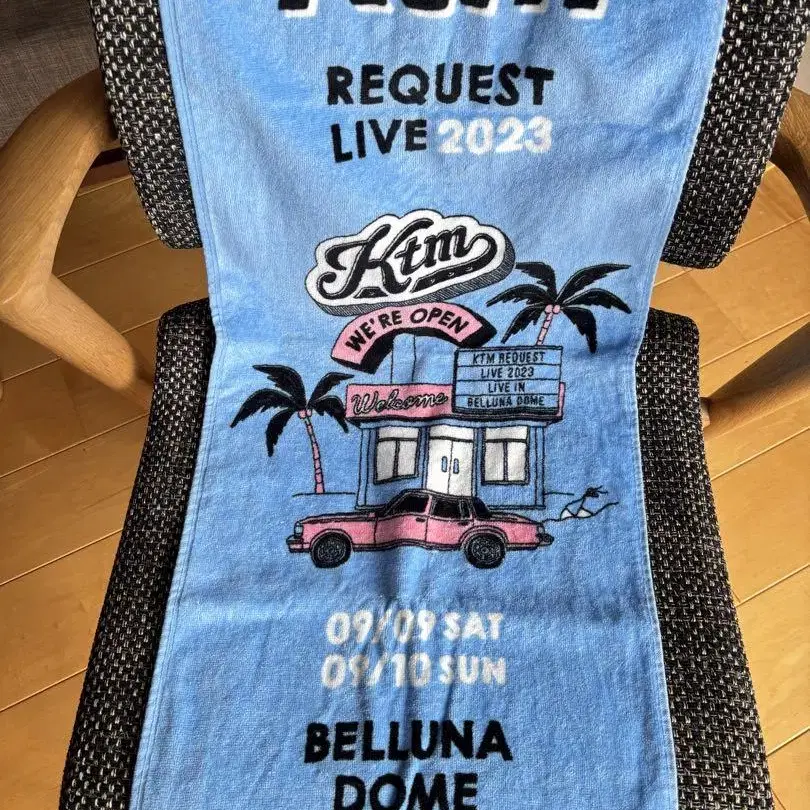 REQUEST
LIVE 2023
Ktm
WE'RE OPEN
KTM REQUEST
LIVE 2023
LIVE IN
BELLUNA DOME
Welcome
09/09 SAT
09/10 SUN
BELLUNA
DOME